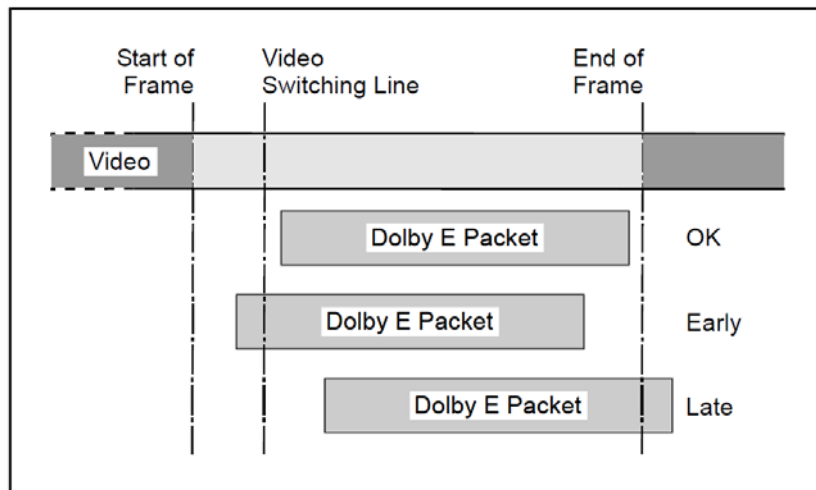 Start of
Frame
Video
Switching Line
End of
Frame
Video
Dolby E Packet
OK
Dolby E Packet
Early
Dolby E Packet
Late